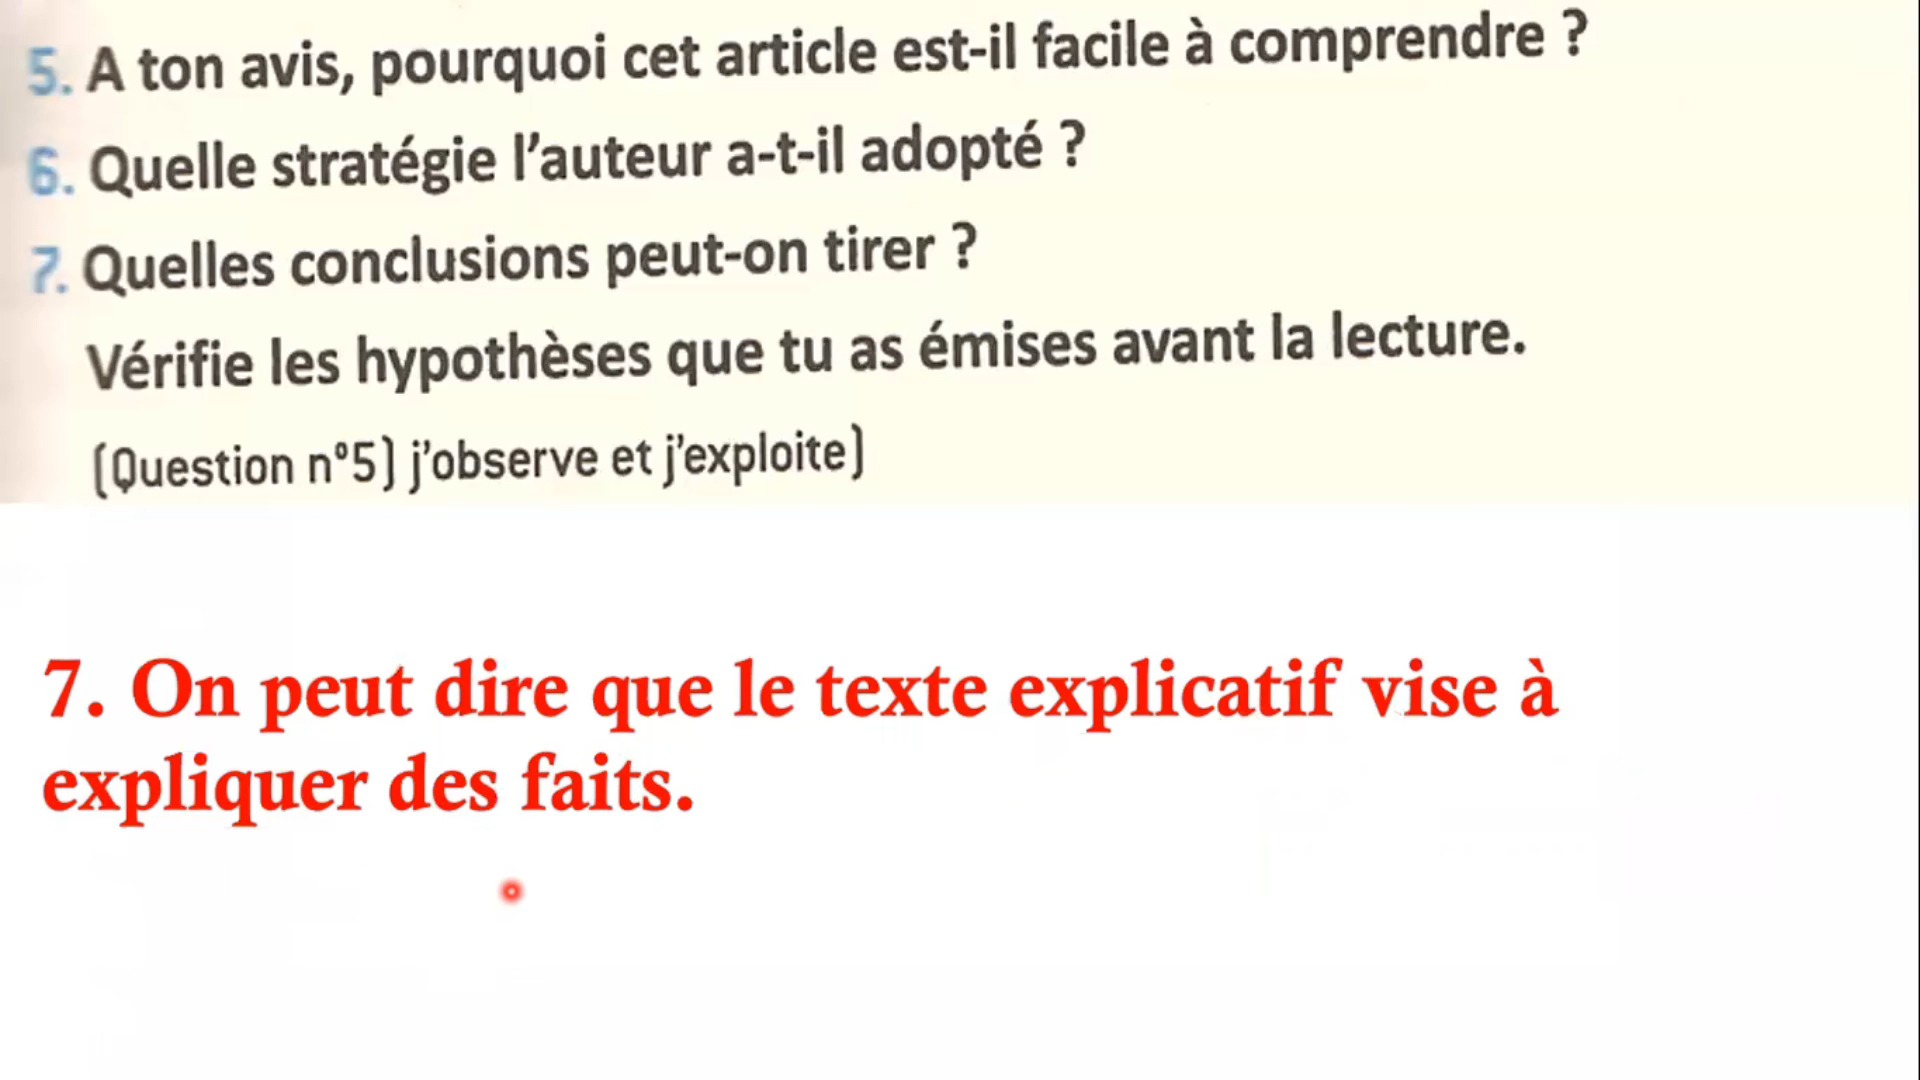 5. A ton avis, pourquoi cet article est-il facile à comprendre ?
6. Quelle stratégie l'auteur a-t-il adopté ?
7. Quelles conclusions peut-on tirer ?
Vérifie les hypothèses que tu as émises avant la lecture.
(Question n°5) j'observe et j'exploite)
7. On peut dire que le texte explicatif vise à
expliquer des faits.